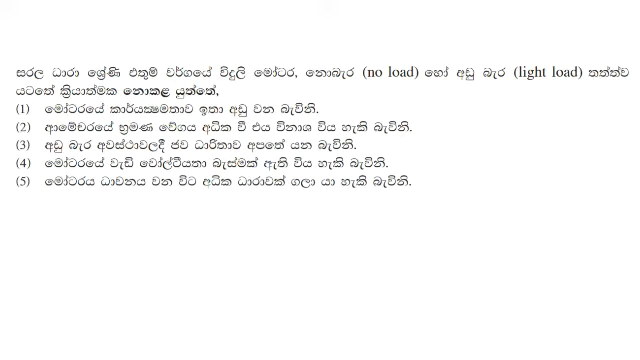 සරල ධාරා ශ්‍රේණි එතුම් වර්ගයේ විදුලි මෝටර, නොබැර (no load) හෝ අඩු බැර (light load) තත්ත්ව
යටතේ ක්‍රියාත්මක නොකළ යුත්තේ,
(1) මෝටරයේ කාර්යක්‍ෂමතාව ඉතා අඩු වන බැවිනි.
(2) ආමේචරයේ භ්‍රමණ වේගය අධික වී එය විනාශ විය හැකි බැවිනි.
(3) අඩු බැර අවස්ථාවලදී ජව ධාරිතාව අපතේ යන බැවිනි.
(4) මෝටරයේ වැඩි වෝල්ටීයතා බැස්මක් ඇති විය හැකි බැවිනි.
(5) මෝටරය ධාවනය වන විට අධික ධාරාවක් ගලා යා හැකි බැවිනි.